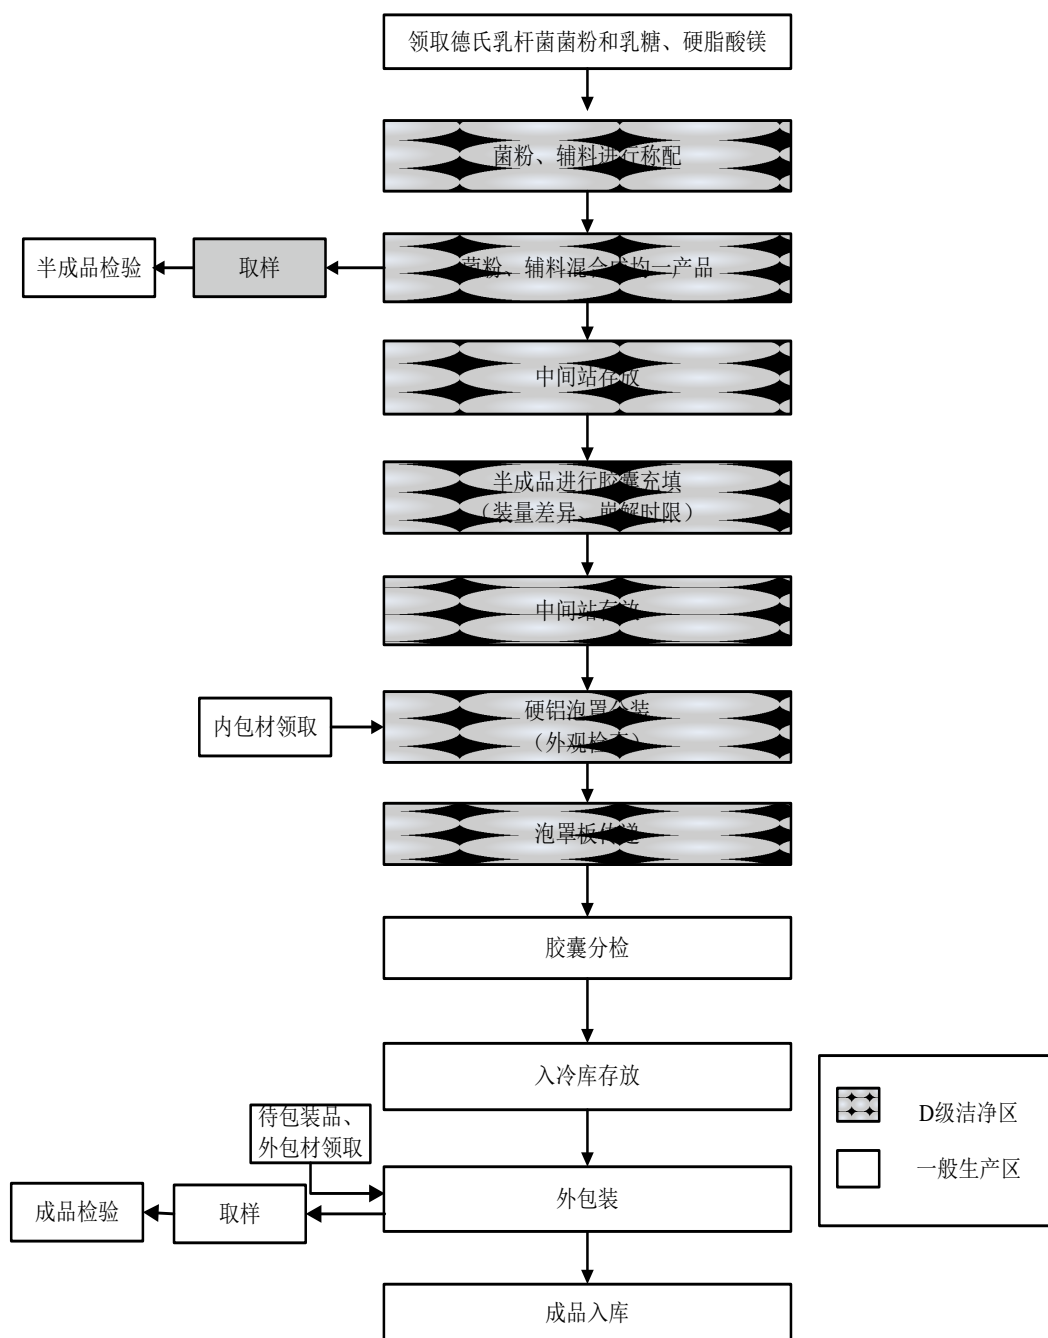 领取德氏乳杆菌菌粉和乳糖、硬脂酸镁
菌粉、辅料进行称配
半成品检验
取样
菌粉、辅料混合成均一产品
中间站存放
半成品进行胶囊充填
（装量差异、崩解时限）
中间站存放
内包材领取
硬铝泡罩分装
（外观检查）
泡罩板传递
胶囊分检
入冷库存放
待包装品、
外包材领取
外包装
成品检验
取样
成品入库
D级洁净区
一般生产区